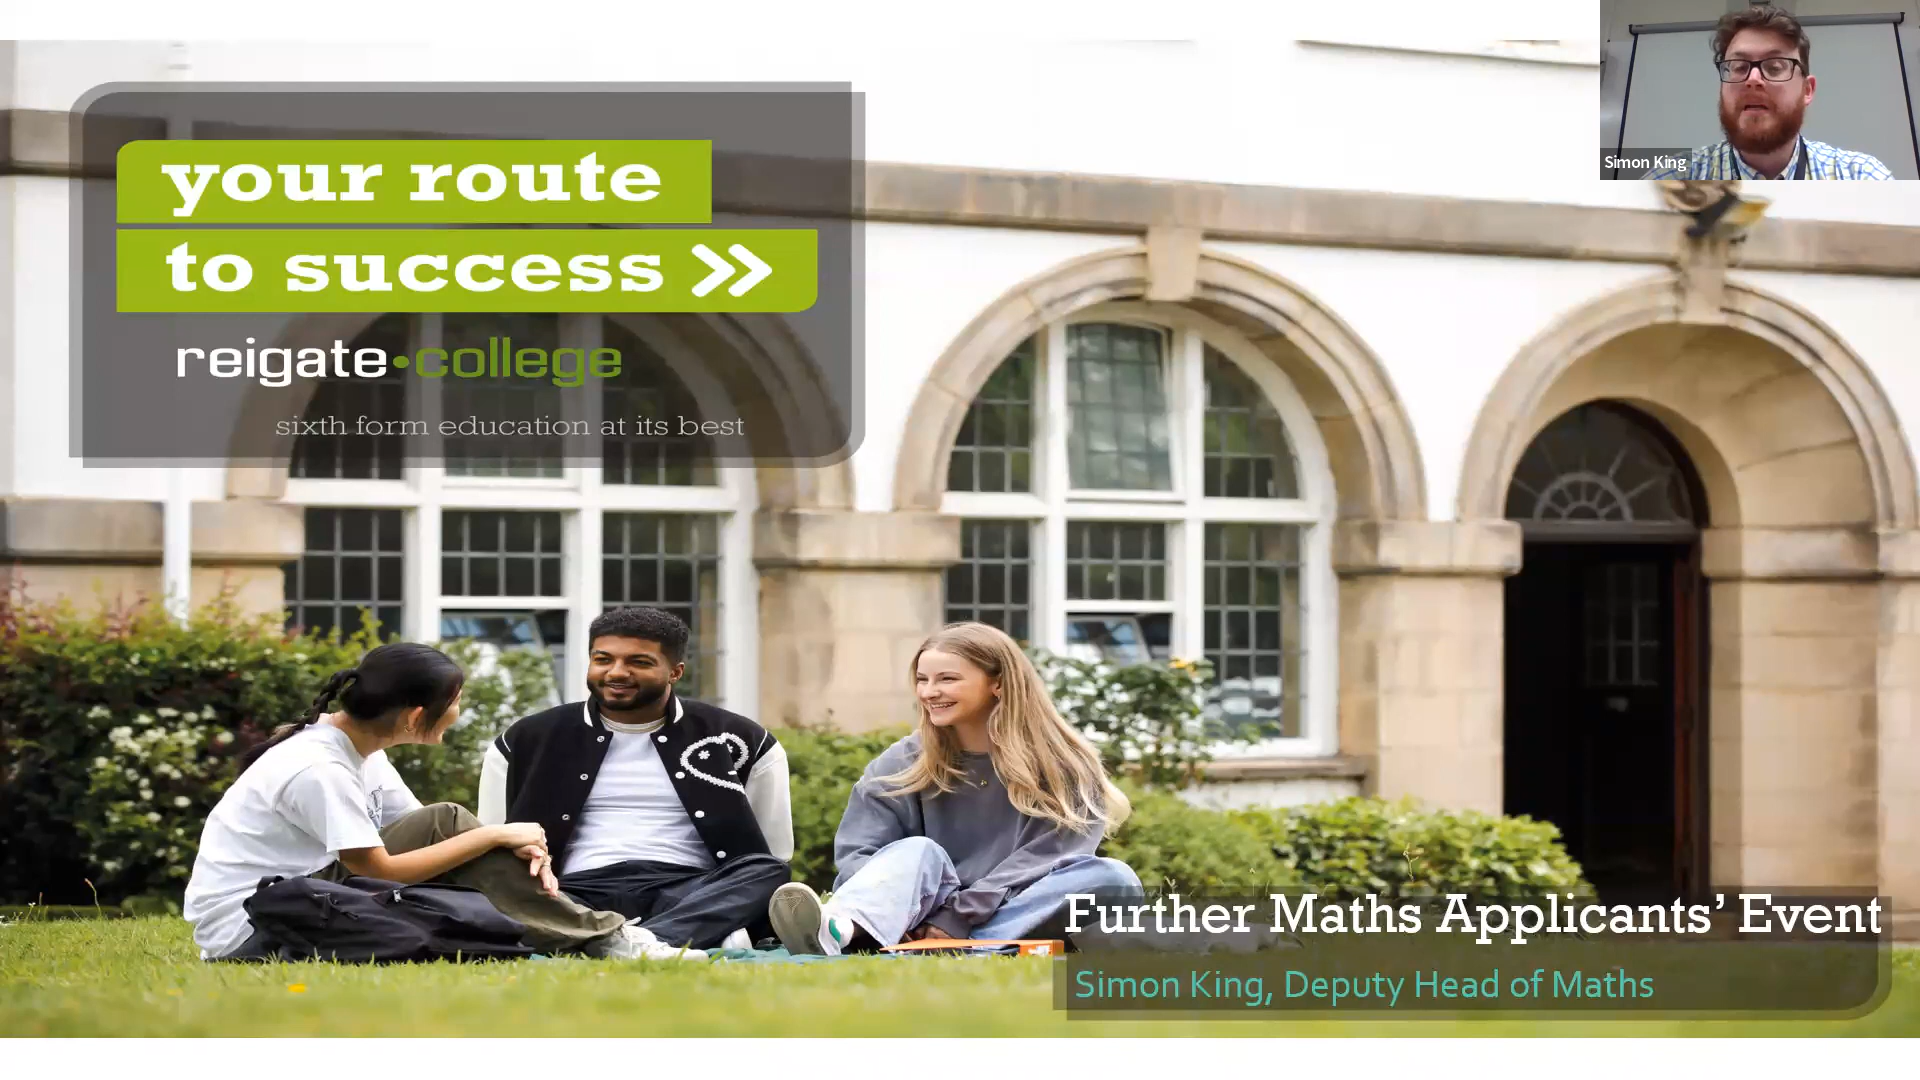 your route
to success
reigate•college
sixth form education at its best
Simon King
Further Maths Applicants’ Event
Simon King, Deputy Head of Maths